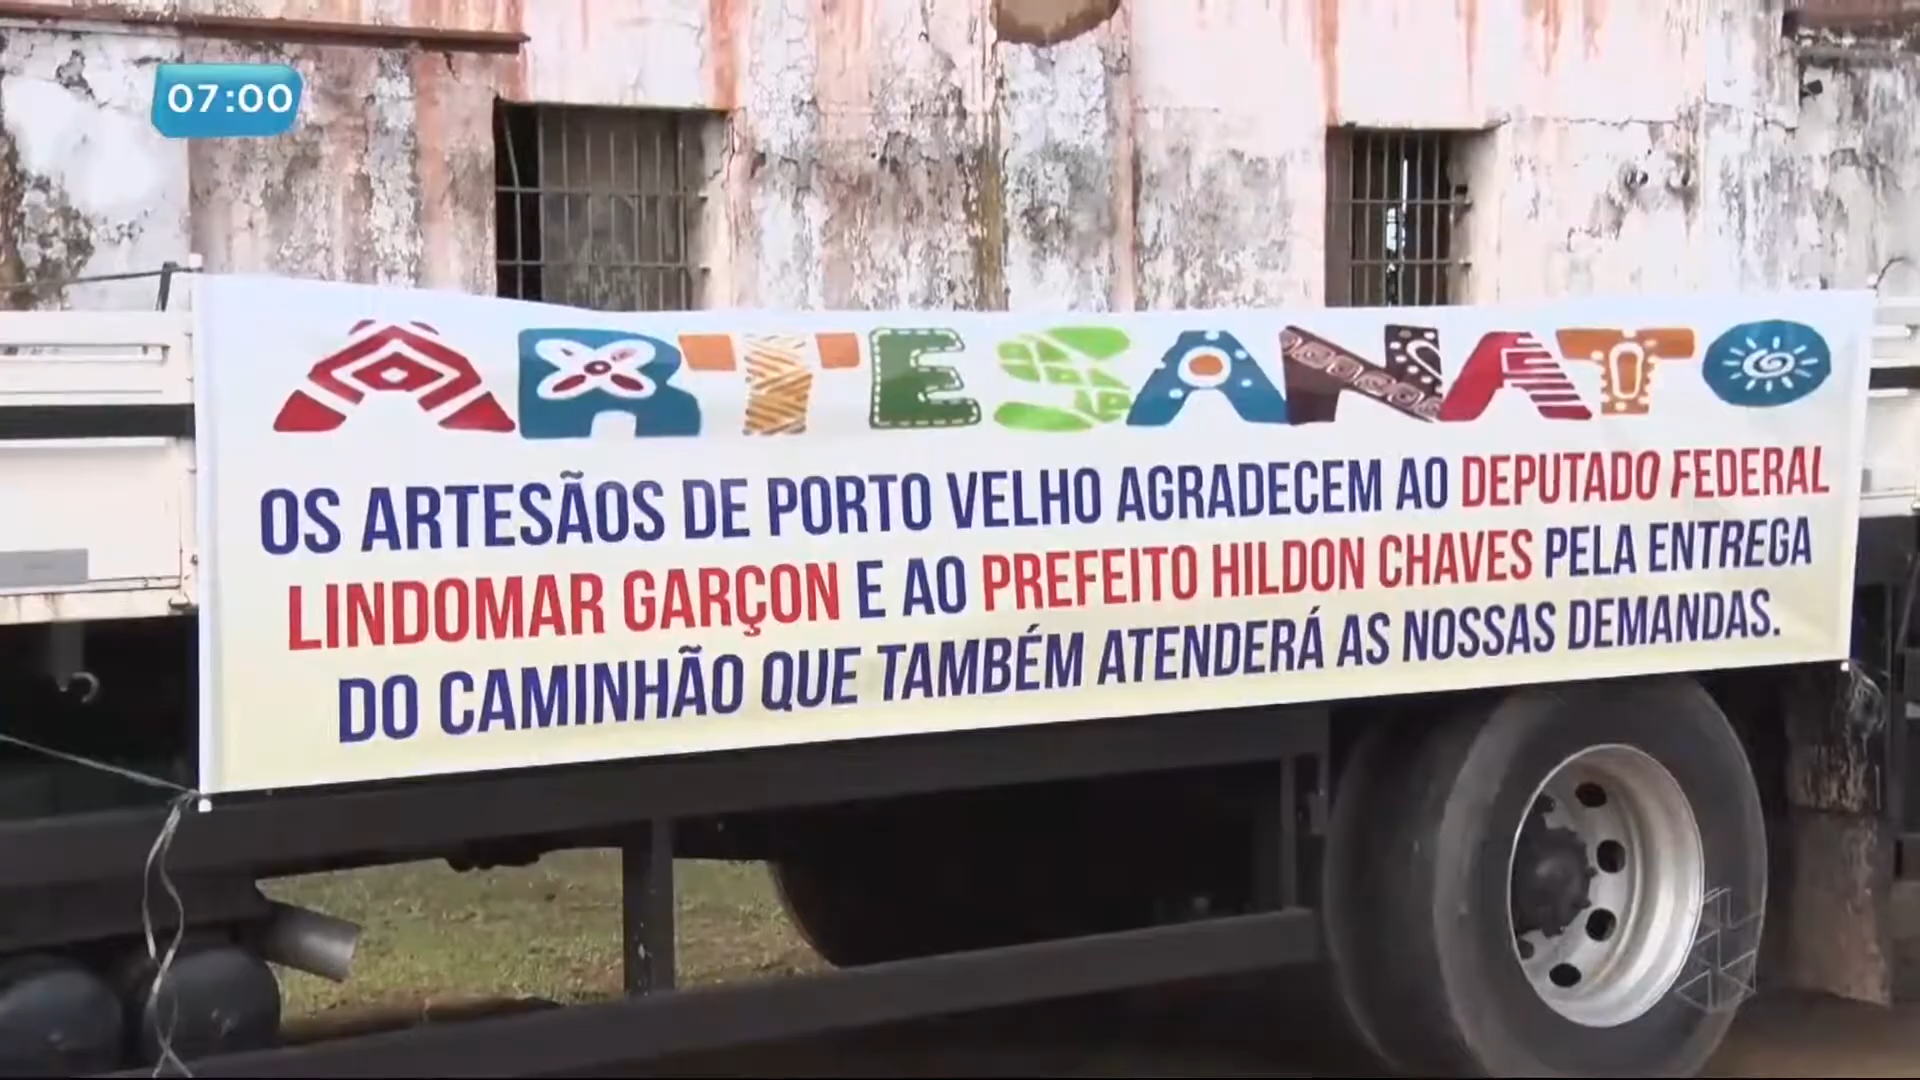 07:00
ARTESANATO
OS ARTESÃOS DE PORTO VELHO AGRADECEM AO DEPUTADO FEDERAL
LINDOMAR GARÇON E AO PREFEITO HILDON CHAVES PELA ENTREGA
DO CAMINHÃO QUE TAMBÉM ATENDERÁ AS NOSSAS DEMANDAS.